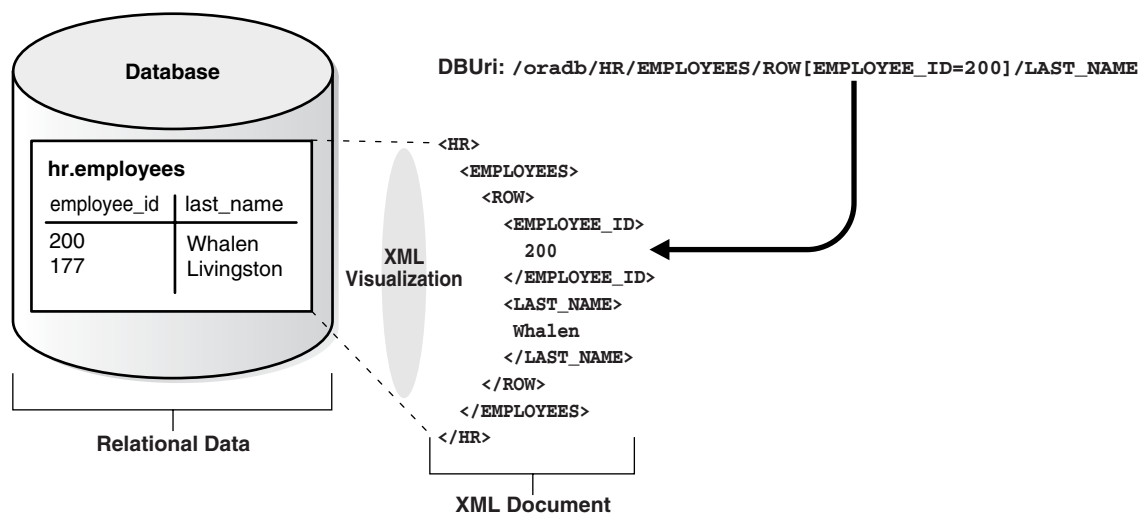 Database
DBUri: /oradb/HR/EMPLOYEES/ROW[EMPLOYEE_ID=200]/LAST_NAME
hr.employees
employee_id last_name
200 Whalen
177 Livingston
XML
Visualization
<HR>
<EMPLOYEES>
<ROW>
<EMPLOYEE_ID>
200
</EMPLOYEE_ID>
<LAST_NAME>
Whalen
</LAST_NAME>
</ROW>
</EMPLOYEES>
</HR>
Relational Data
XML Document